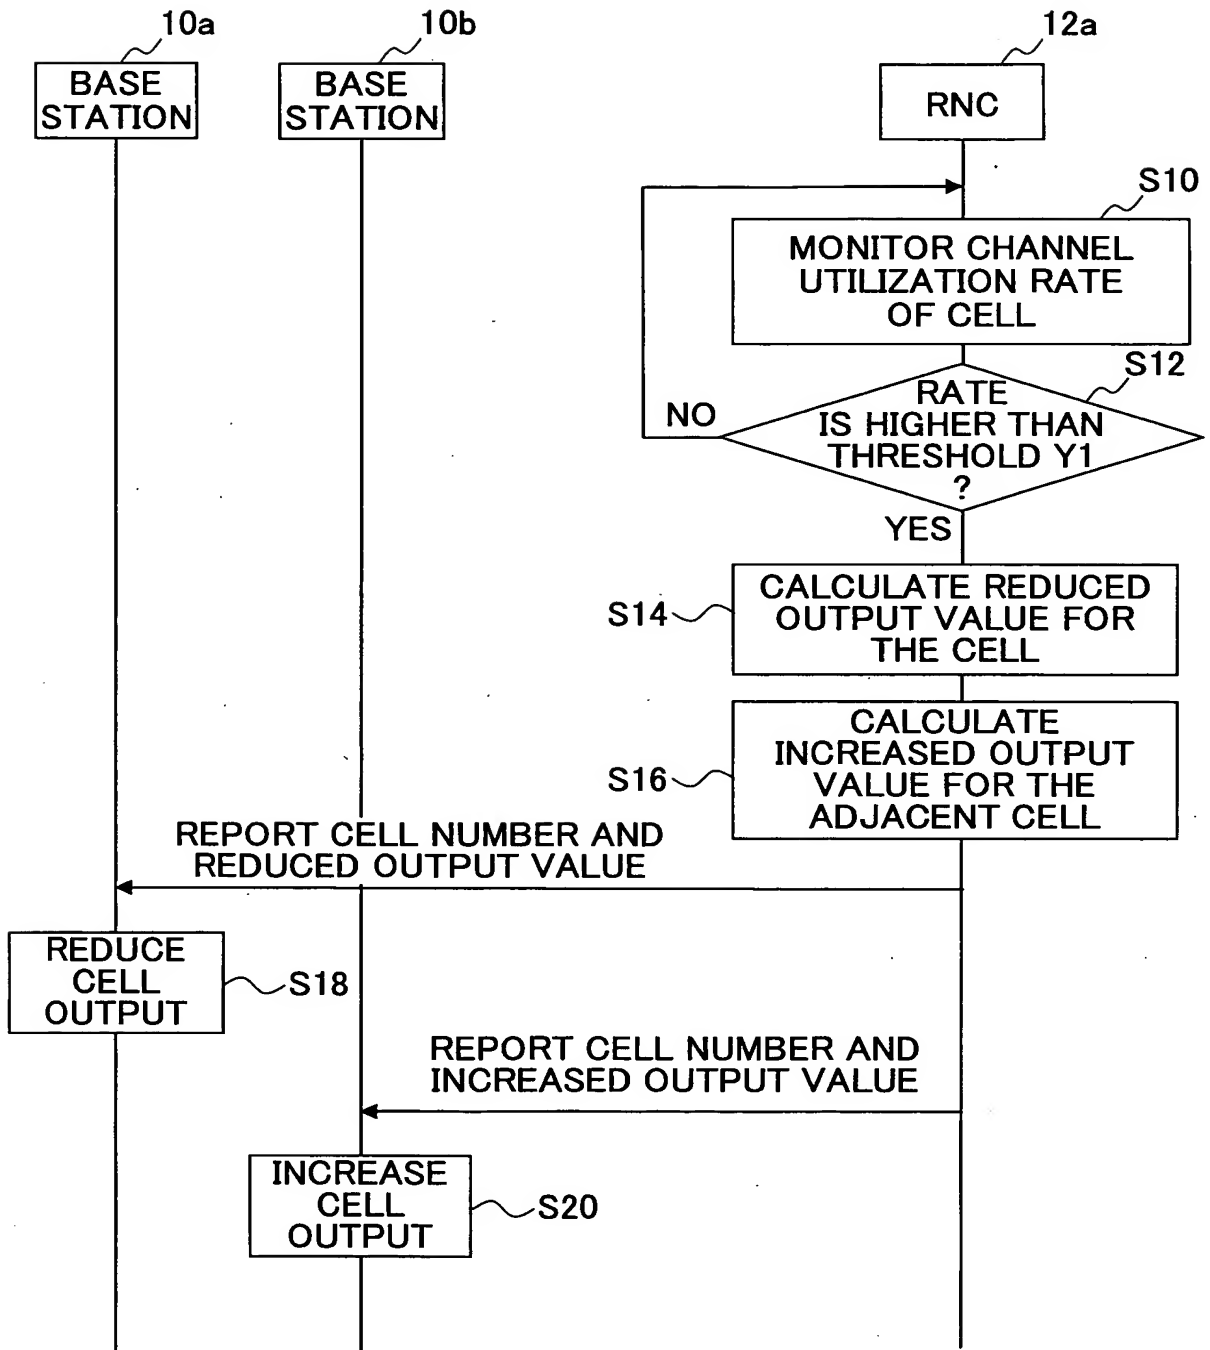 10a
10b
12a
BASE
STATION
BASE
STATION
RNC
S10
MONITOR CHANNEL
UTILIZATION RATE
OF CELL
S12
RATE
IS HIGHER THAN
THRESHOLD Y1
?
NO
YES
S14
CALCULATE REDUCED
OUTPUT VALUE FOR
THE CELL
S16
CALCULATE
INCREASED OUTPUT
VALUE FOR THE
ADJACENT CELL
REPORT CELL NUMBER AND
REDUCED OUTPUT VALUE
REDUCE
CELL
OUTPUT
S18
REPORT CELL NUMBER AND
INCREASED OUTPUT VALUE
INCREASE
CELL
OUTPUT
S20